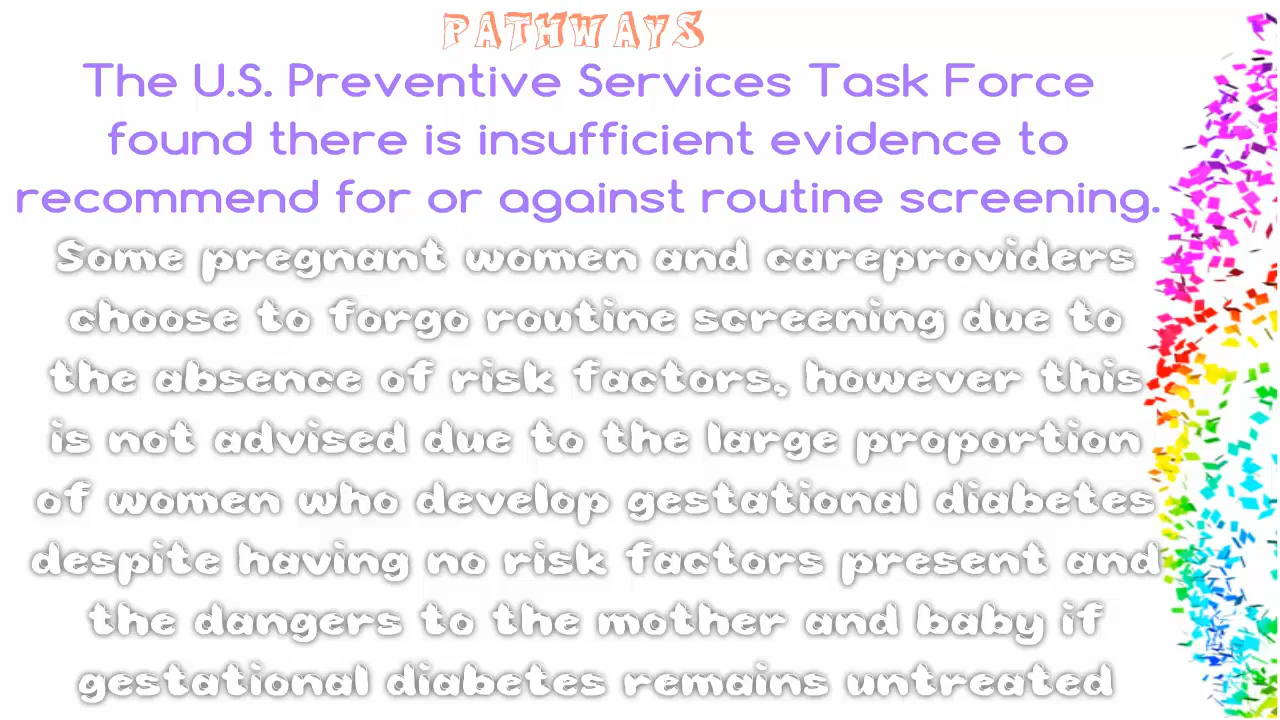 PATHWAYS
The U.S. Preventive Services Task Force
found there is insufficient evidence to
recommend for or against routine screening.
Some pregnant women and careproviders
choose to forgo routine screening due to
the absence of risk factors, however this
is not advised due to the large proportion
of women who develop gestational diabetes
despite having no risk factors present and
the dangers to the mother and baby if
gestational diabetes remains untreated